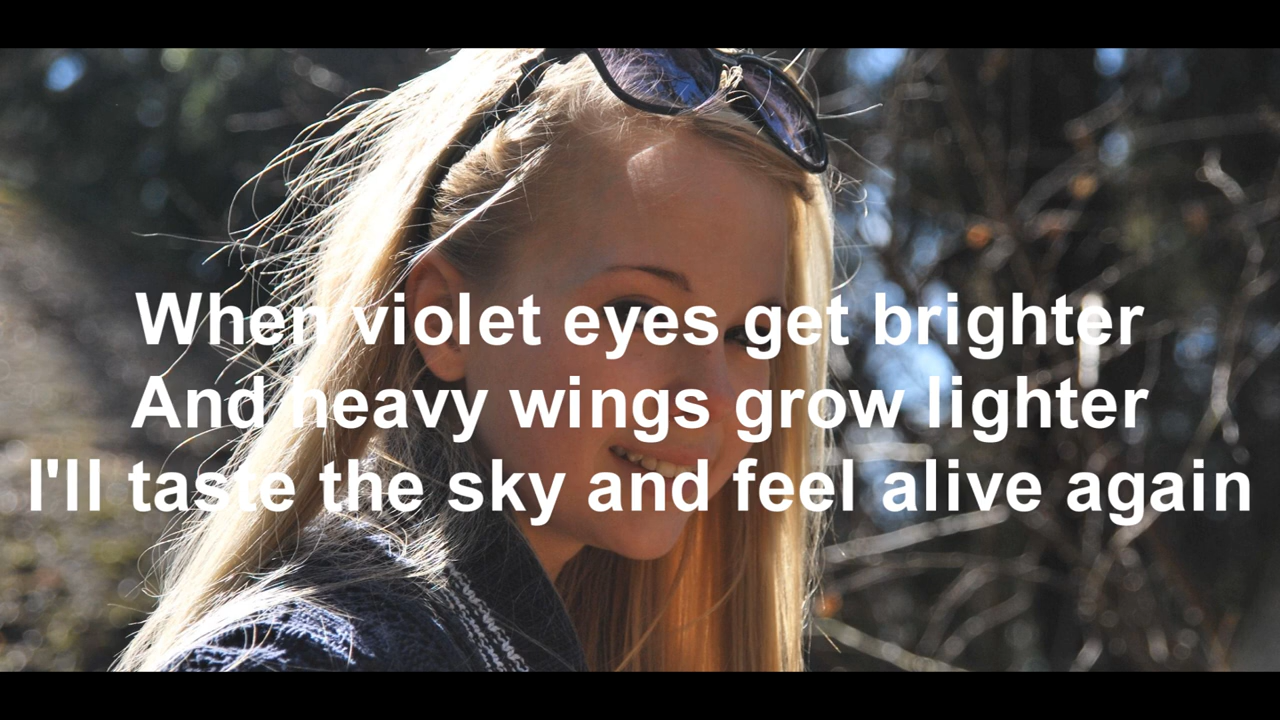 When violet eyes get brighter
And heavy wings grow lighter
I'll taste the sky and feel alive again